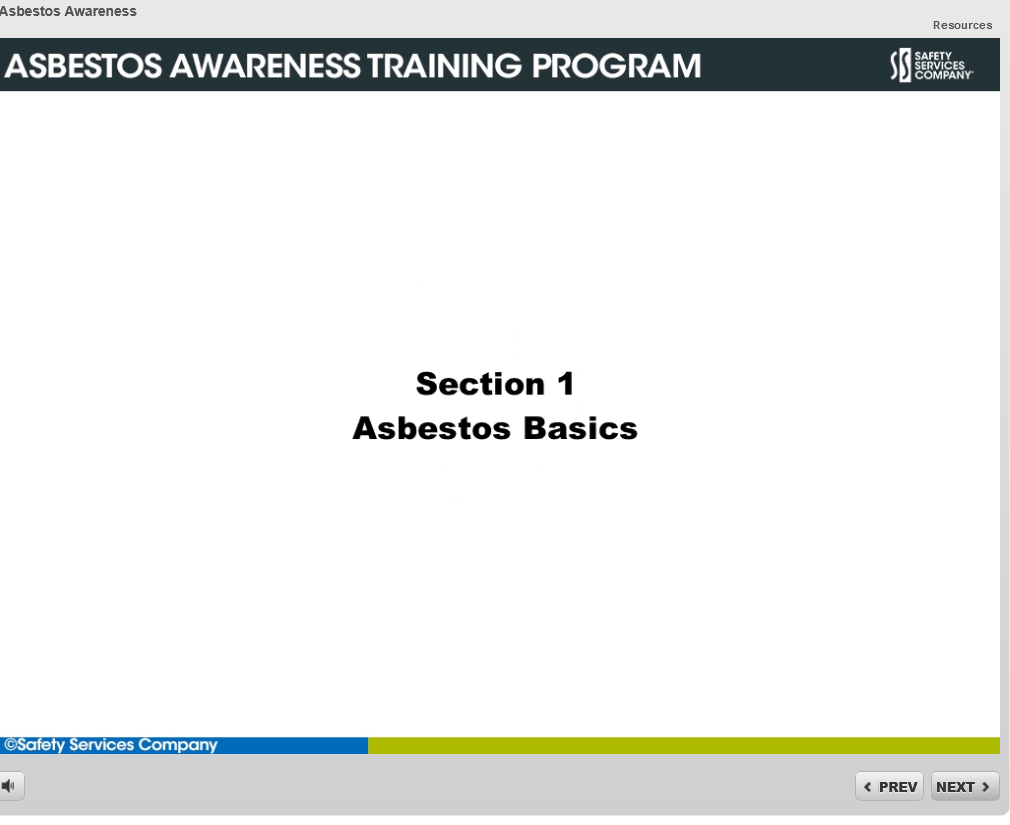 Asbestos Awareness
Resources
ASBESTOS AWARENESS TRAINING PROGRAM
SAFETY
SERVICES
COMPANY
Section 1
Asbestos Basics
©Safety Services Company
PREV
NEXT